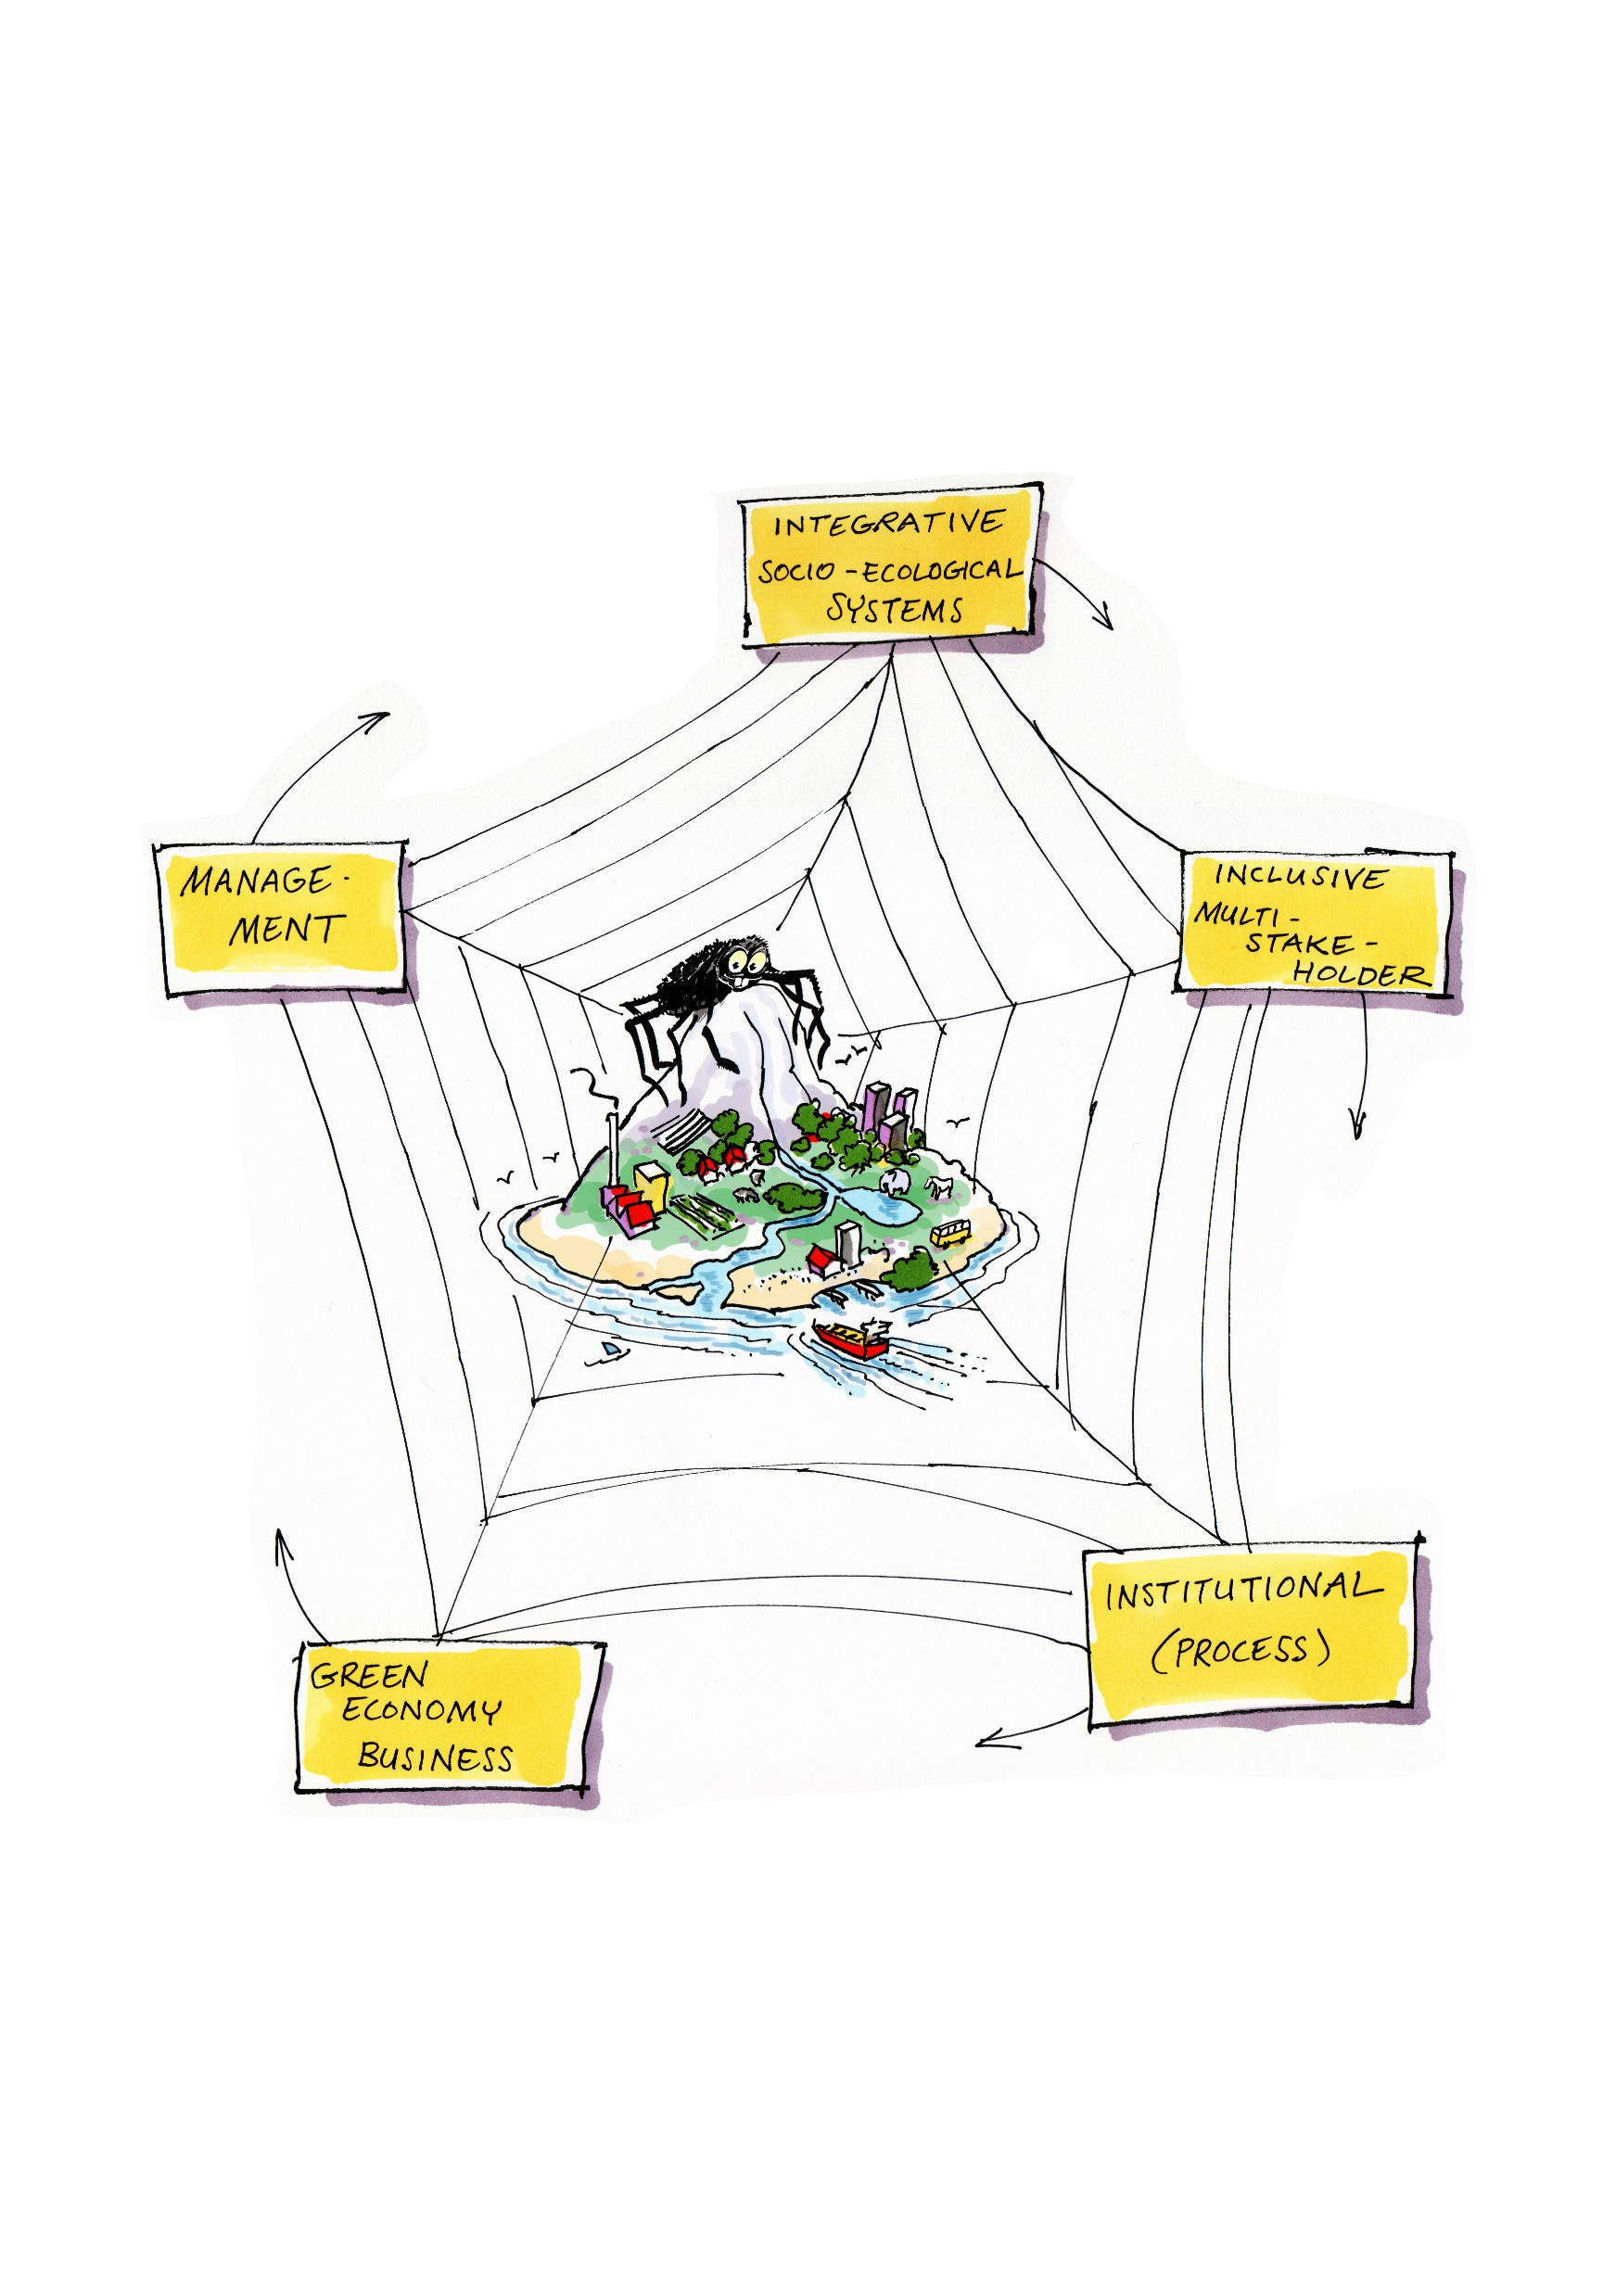 INTEGRATIVE
SOCIO-ECOLOGICAL
SYSTEMS
MANAGE-
MENT
INCLUSIVE
MULTI-
STAKE-
HOLDER
INSTITUTIONAL
(PROCESS)
GREEN
ECONOMY
BUSINESS